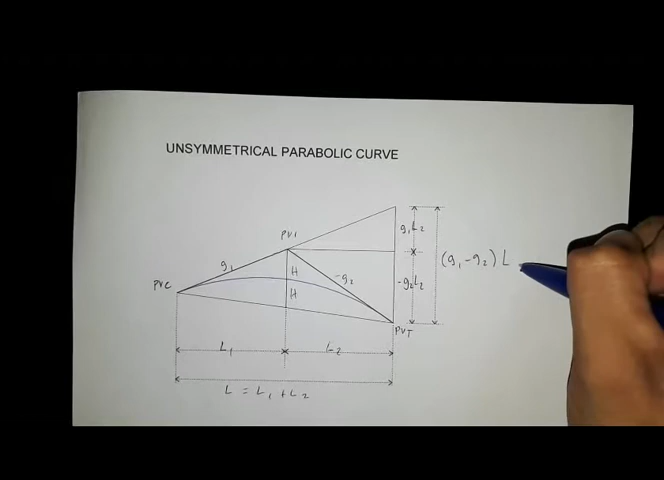 UNSYMMETRICAL PARABOLIC CURVE
PVI
g₁L₂
g₁
H
-g₂
(g₁-g₂) L
PVC
H
-g₂L₂
PVT
L₁
L₂
L = L₁ + L₂